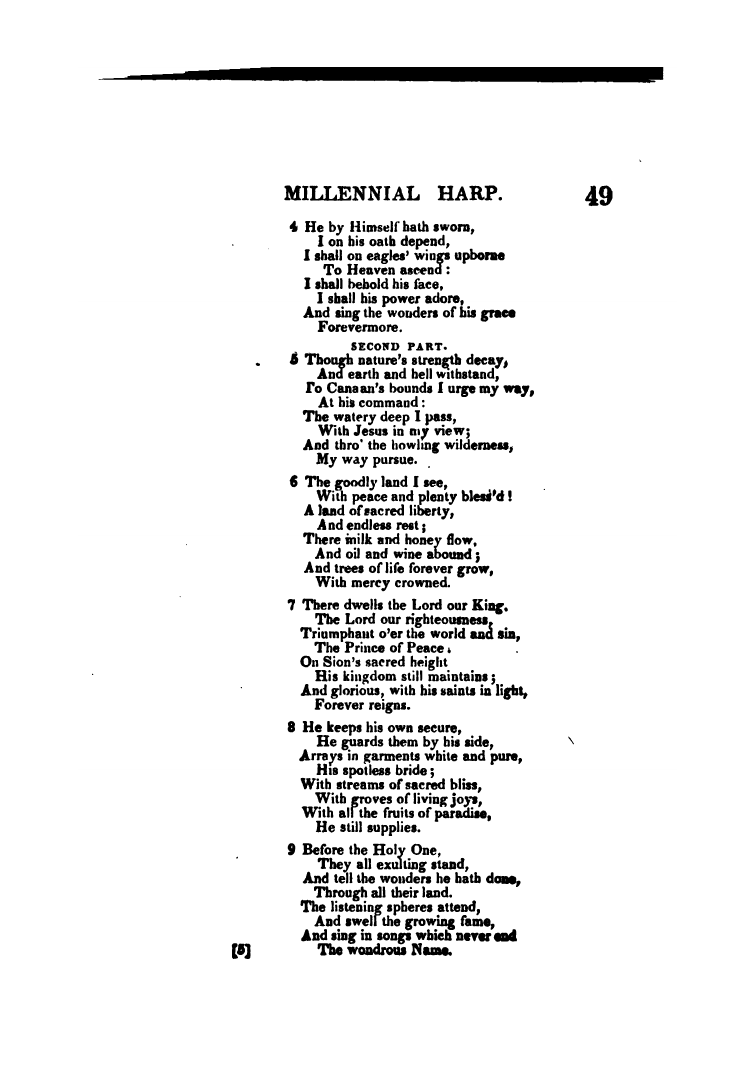 MILLENNIAL HARP. 49
4 He by Himself hath sworn,
I on his oath depend,
I shall on eagles' wings upborne
To Heaven ascend :
I shall behold his face,
I shall his power adore,
And sing the wonders of his grace
Forevermore.
SECOND PART.
5 Though nature's strength decay,
And earth and hell withstand,
To Canaan's bounds I urge my way,
At his command :
The watery deep I pass,
With Jesus in my view;
And thro' the howling wilderness,
My way pursue.
6 The goodly land I see,
With peace and plenty bless'd !
A land of sacred liberty,
And endless rest ;
There milk and honey flow,
And oil and wine abound ;
And trees of life forever grow,
With mercy crowned.
7 There dwells the Lord our King,
The Lord our righteousness,
Triumphant o'er the world and sin,
The Prince of Peace ;
On Sion's sacred height
His kingdom still maintains ;
And glorious, with his saints in light,
Forever reigns.
8 He keeps his own secure,
He guards them by his side,
Arrays in garments white and pure,
His spotless bride ;
With streams of sacred bliss,
With groves of living joys,
With all the fruits of paradise,
He still supplies.
9 Before the Holy One,
They all exulting stand,
And tell the wonders he hath done,
Through all their land.
The listening spheres attend,
And swell the growing fame,
And sing in songs which never end
The wondrous Name.
[5]